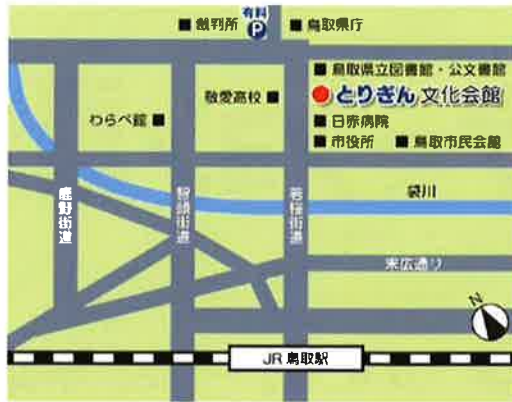 有料
P
■ 裁判所
■ 鳥取県庁
■ 鳥取県立図書館・公文書館
敬愛高校 ■
● とりぎん 文化会館
わらべ館 ■
■ 日赤病院
■ 市役所 ■ 鳥取市民会館
鹿野街道
智頭街道
若桜街道
袋川
末広通り
N
JR 鳥取駅